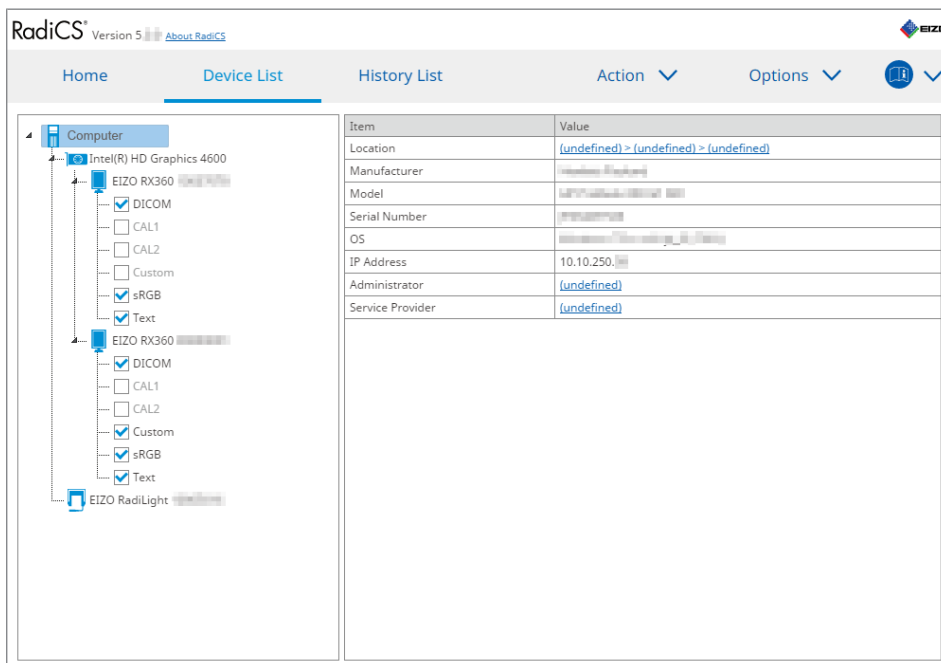 RadiCS® Version 5. About RadiCS
EIZ
Home Device List History List Action Options
Computer
Intel(R) HD Graphics 4600
EIZO RX360
DICOM
CAL1
CAL2
Custom
sRGB
Text
EIZO RX360
DICOM
CAL1
CAL2
Custom
sRGB
Text
EIZO RadiLight
Item Value
Location (undefined) > (undefined) > (undefined)
Manufacturer
Model
Serial Number
OS
IP Address 10.10.250.
Administrator (undefined)
Service Provider (undefined)